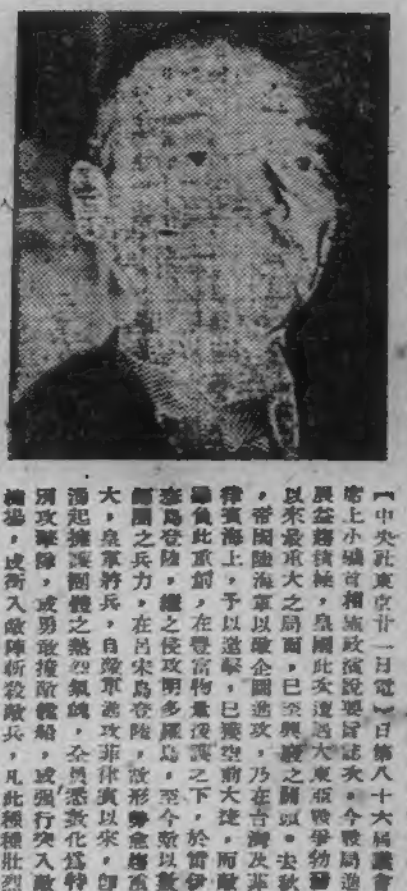 【中央社東京廿一日電】日第八十六屆議會
席上小磯首相施政演說要旨誌次，今戰局進
展益趨積極，皇國此次遭遇大東亞戰爭勃發
以來最重大之局面，已至興廢之關頭。去秋
，帝國陸海軍以敵企圖進攻，乃在台灣及菲
律賓海上，予以邀擊，已獲空前大捷，而敵
負此重創，在豐富物量後護之下，於雷伊
泰島登陸，繼之侵攻明多羅島，至今敵以數
師團之兵力，在呂宋島登陸，故形勢愈趨重
大，皇軍將兵，自敵軍進攻菲律賓以來，即
湧起擁護國體之熱烈氣魄，全員悉數化為特
別攻擊隊，或勇敢撞敵艦船，或强行突入敵
機場，或衝入敵陣斬殺敵兵，凡此種種壯烈